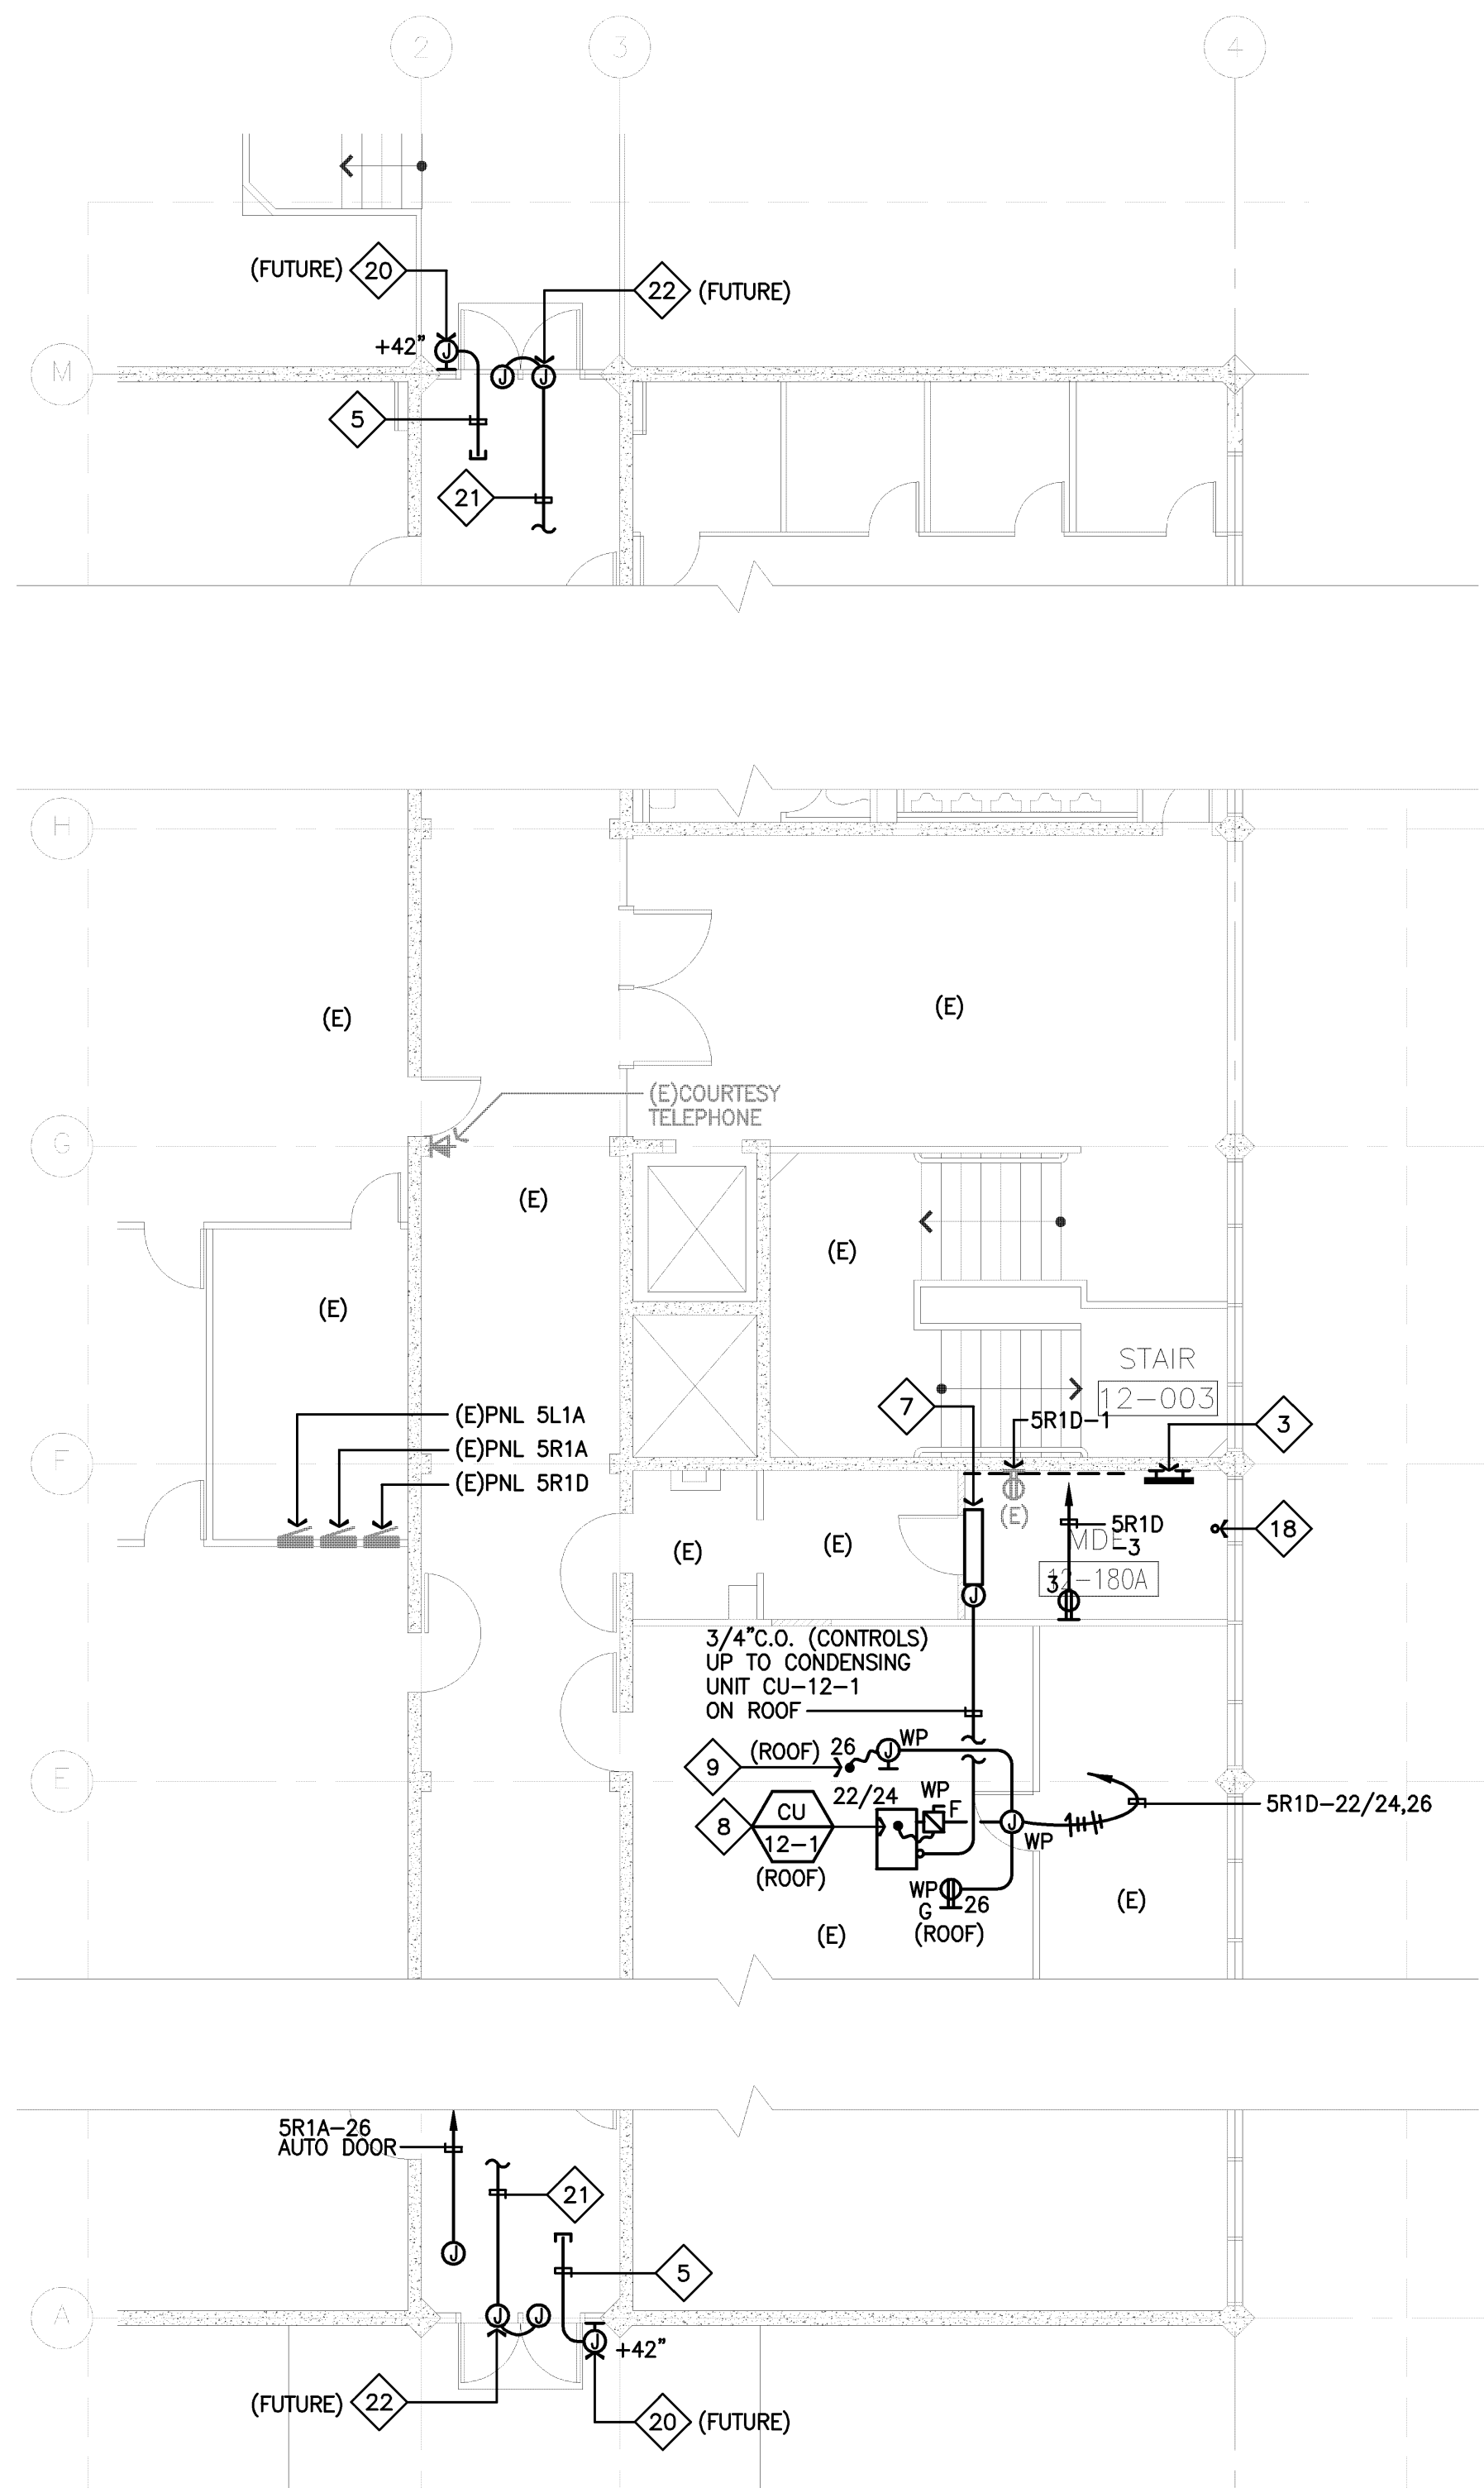 2
3
4
(FUTURE)
20
22
(FUTURE)
+42"
J
J
J
M
5
21
H
(E)
(E)
(E)COURTESY
TELEPHONE
G
(E)
(E)
(E)
STAIR
12-003
7
5R1D-1
3
(E)PNL 5L1A
(E)PNL 5R1A
(E)PNL 5R1D
F
(E)
18
5R1D
-3
(E)
(E)
3
12-180A
J
3/4"C.O. (CONTROLS)
UP TO CONDENSING
UNIT CU-12-1
ON ROOF
9
(ROOF)
26
J
WP
E
22/24
WP
F
5R1D-22/24,26
8
CU
12-1
J
WP
(ROOF)
WP
G
26
(ROOF)
(E)
(E)
5R1A-26
AUTO DOOR
21
J
5
A
J
J
J
+42"
(FUTURE)
22
20
(FUTURE)